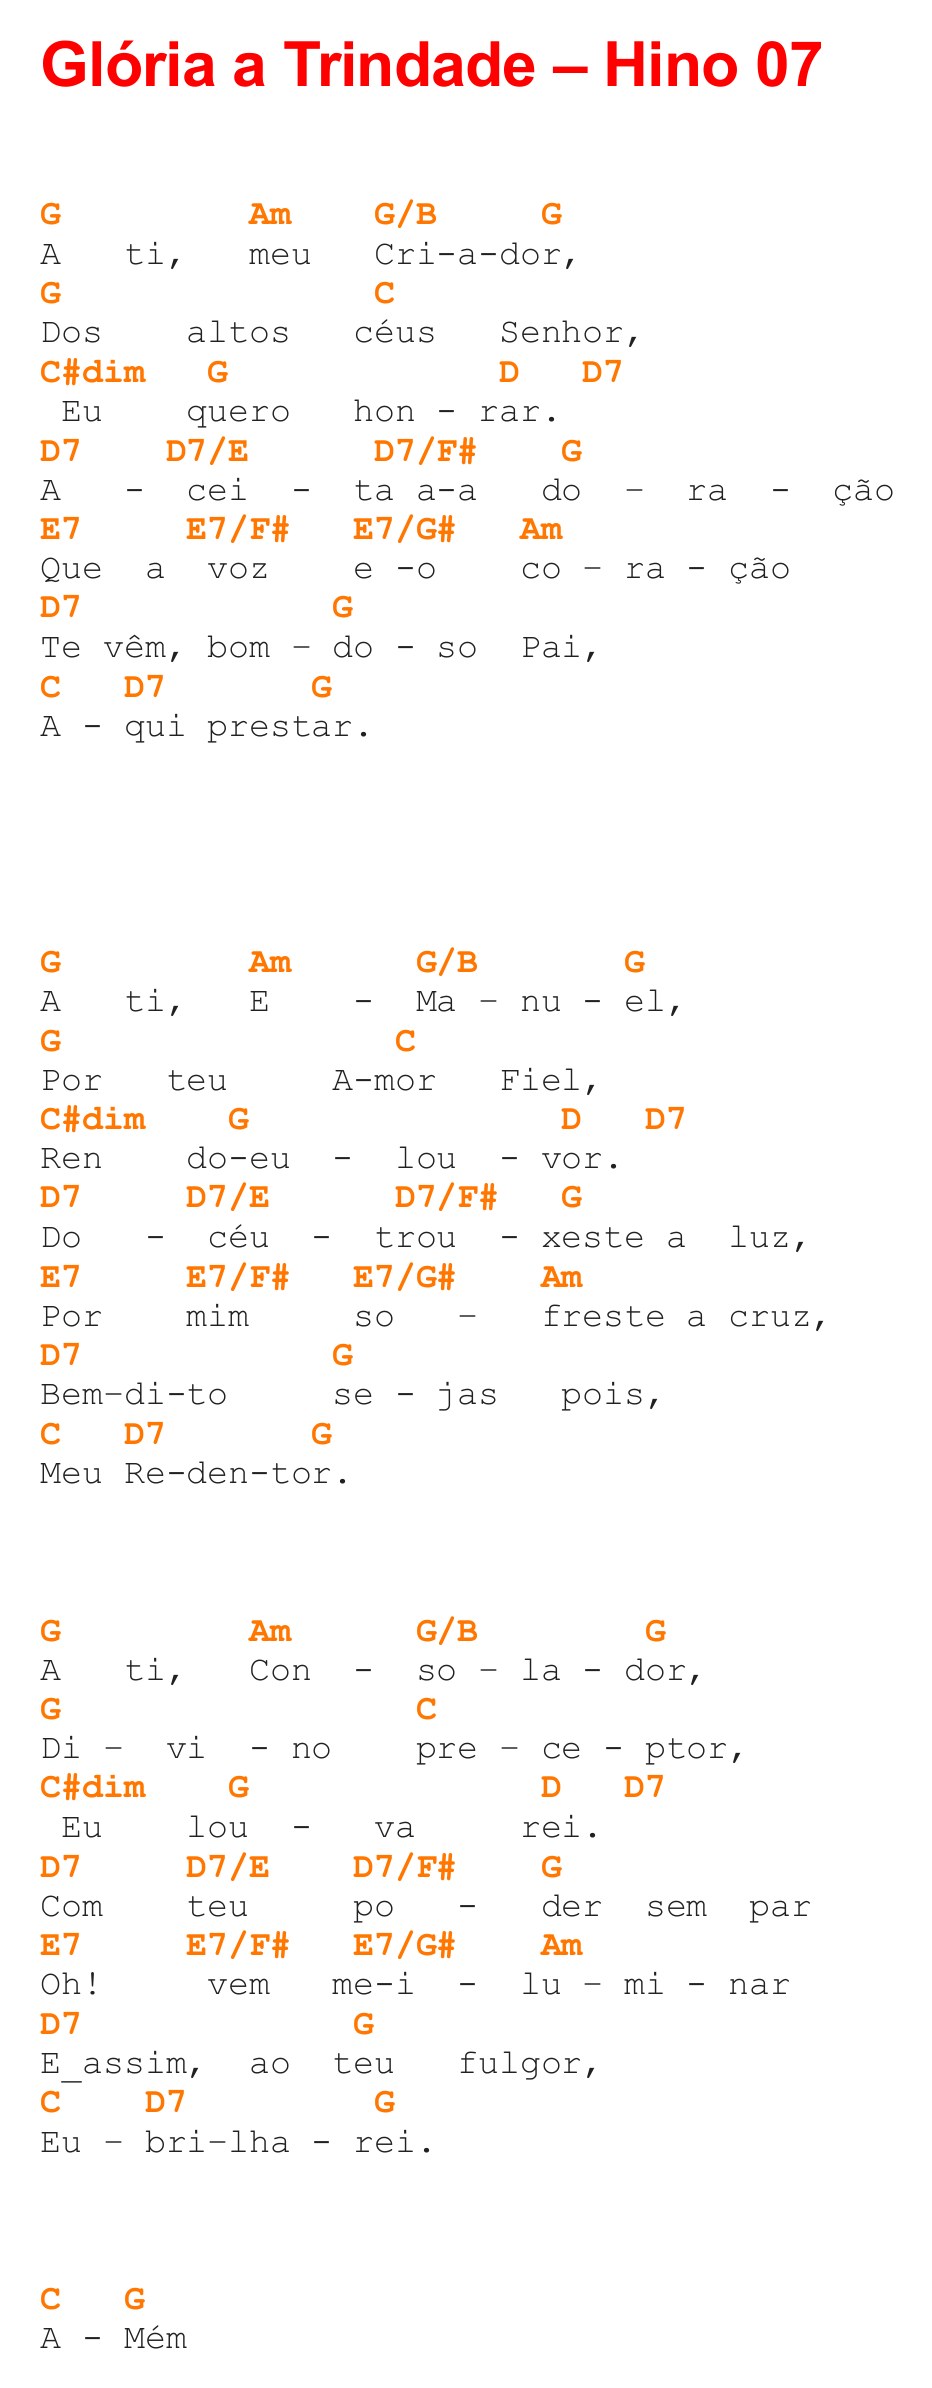 Glória a Trindade – Hino 07
G         Am    G/B     G
A   ti,   meu   Cri-a-dor,
G               C
Dos    altos   céus   Senhor,
C#dim   G             D   D7
 Eu    quero   hon - rar.
D7    D7/E      D7/F#    G
A   -  cei  -  ta a-a   do  –  ra  -  ção
E7     E7/F#   E7/G#   Am
Que  a  voz    e -o    co – ra - ção
D7            G
Te vêm, bom – do - so  Pai,
C   D7       G
A - qui prestar.
G         Am      G/B       G
A   ti,   E    -  Ma – nu - el,
G                C
Por   teu     A-mor   Fiel,
C#dim    G               D   D7
Ren    do-eu  -  lou  - vor.
D7     D7/E      D7/F#   G
Do   -  céu  -  trou  - xeste a  luz,
E7     E7/F#   E7/G#    Am
Por    mim     so   –   freste a cruz,
D7            G
Bem–di-to     se - jas   pois,
C   D7       G
Meu Re-den-tor.
G         Am      G/B        G
A   ti,   Con  -  so – la - dor,
G                 C
Di –  vi  - no    pre – ce - ptor,
C#dim    G              D   D7
 Eu    lou  -   va     rei.
D7     D7/E    D7/F#    G
Com    teu     po   -   der  sem  par
E7     E7/F#   E7/G#    Am
Oh!     vem   me-i  -  lu – mi - nar
D7             G
E_assim,  ao  teu   fulgor,
C    D7         G
Eu – bri–lha - rei.
C   G
A - Mém